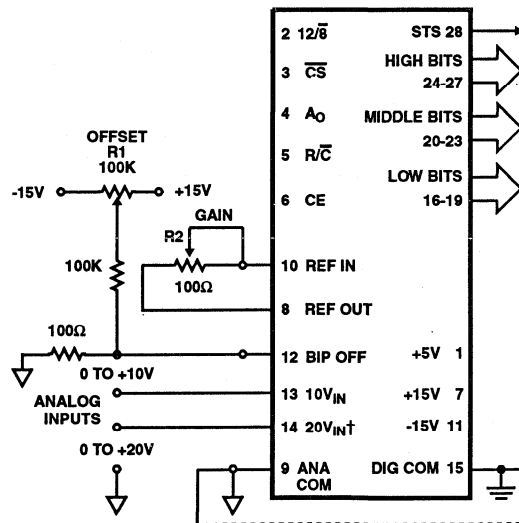 2 12/8̅ STS 28
3 C̅S̅ HIGH BITS
24-27
4 AO MIDDLE BITS
20-23
5 R/C̅ LOW BITS
16-19
6 CE
OFFSET
R1
100K
-15V +15V
GAIN
R2
100Ω
10 REF IN
100K
8 REF OUT
100Ω
12 BIP OFF +5V 1
0 TO +10V
13 10VIN +15V 7
ANALOG
INPUTS
14 20VIN† -15V 11
0 TO +20V
9 ANA
COM
DIG COM 15